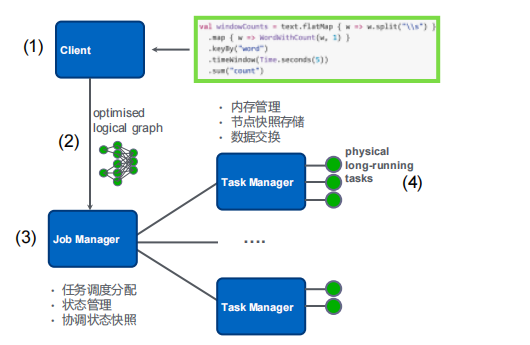 val windowCounts = text.flatMap { w => w.split("\\s") }
.map { w => WordWithCount(w, 1) }
.keyBy("word")
.timeWindow(Time.seconds(5))
.sum("count")
(1)
Client
optimised
logical graph
(2)
· 内存管理
· 节点快照存储
· 数据交换
physical
long-running
tasks
(4)
Task Manager
(3)
Job Manager
....
· 任务调度分配
· 状态管理
· 协调状态快照
Task Manager